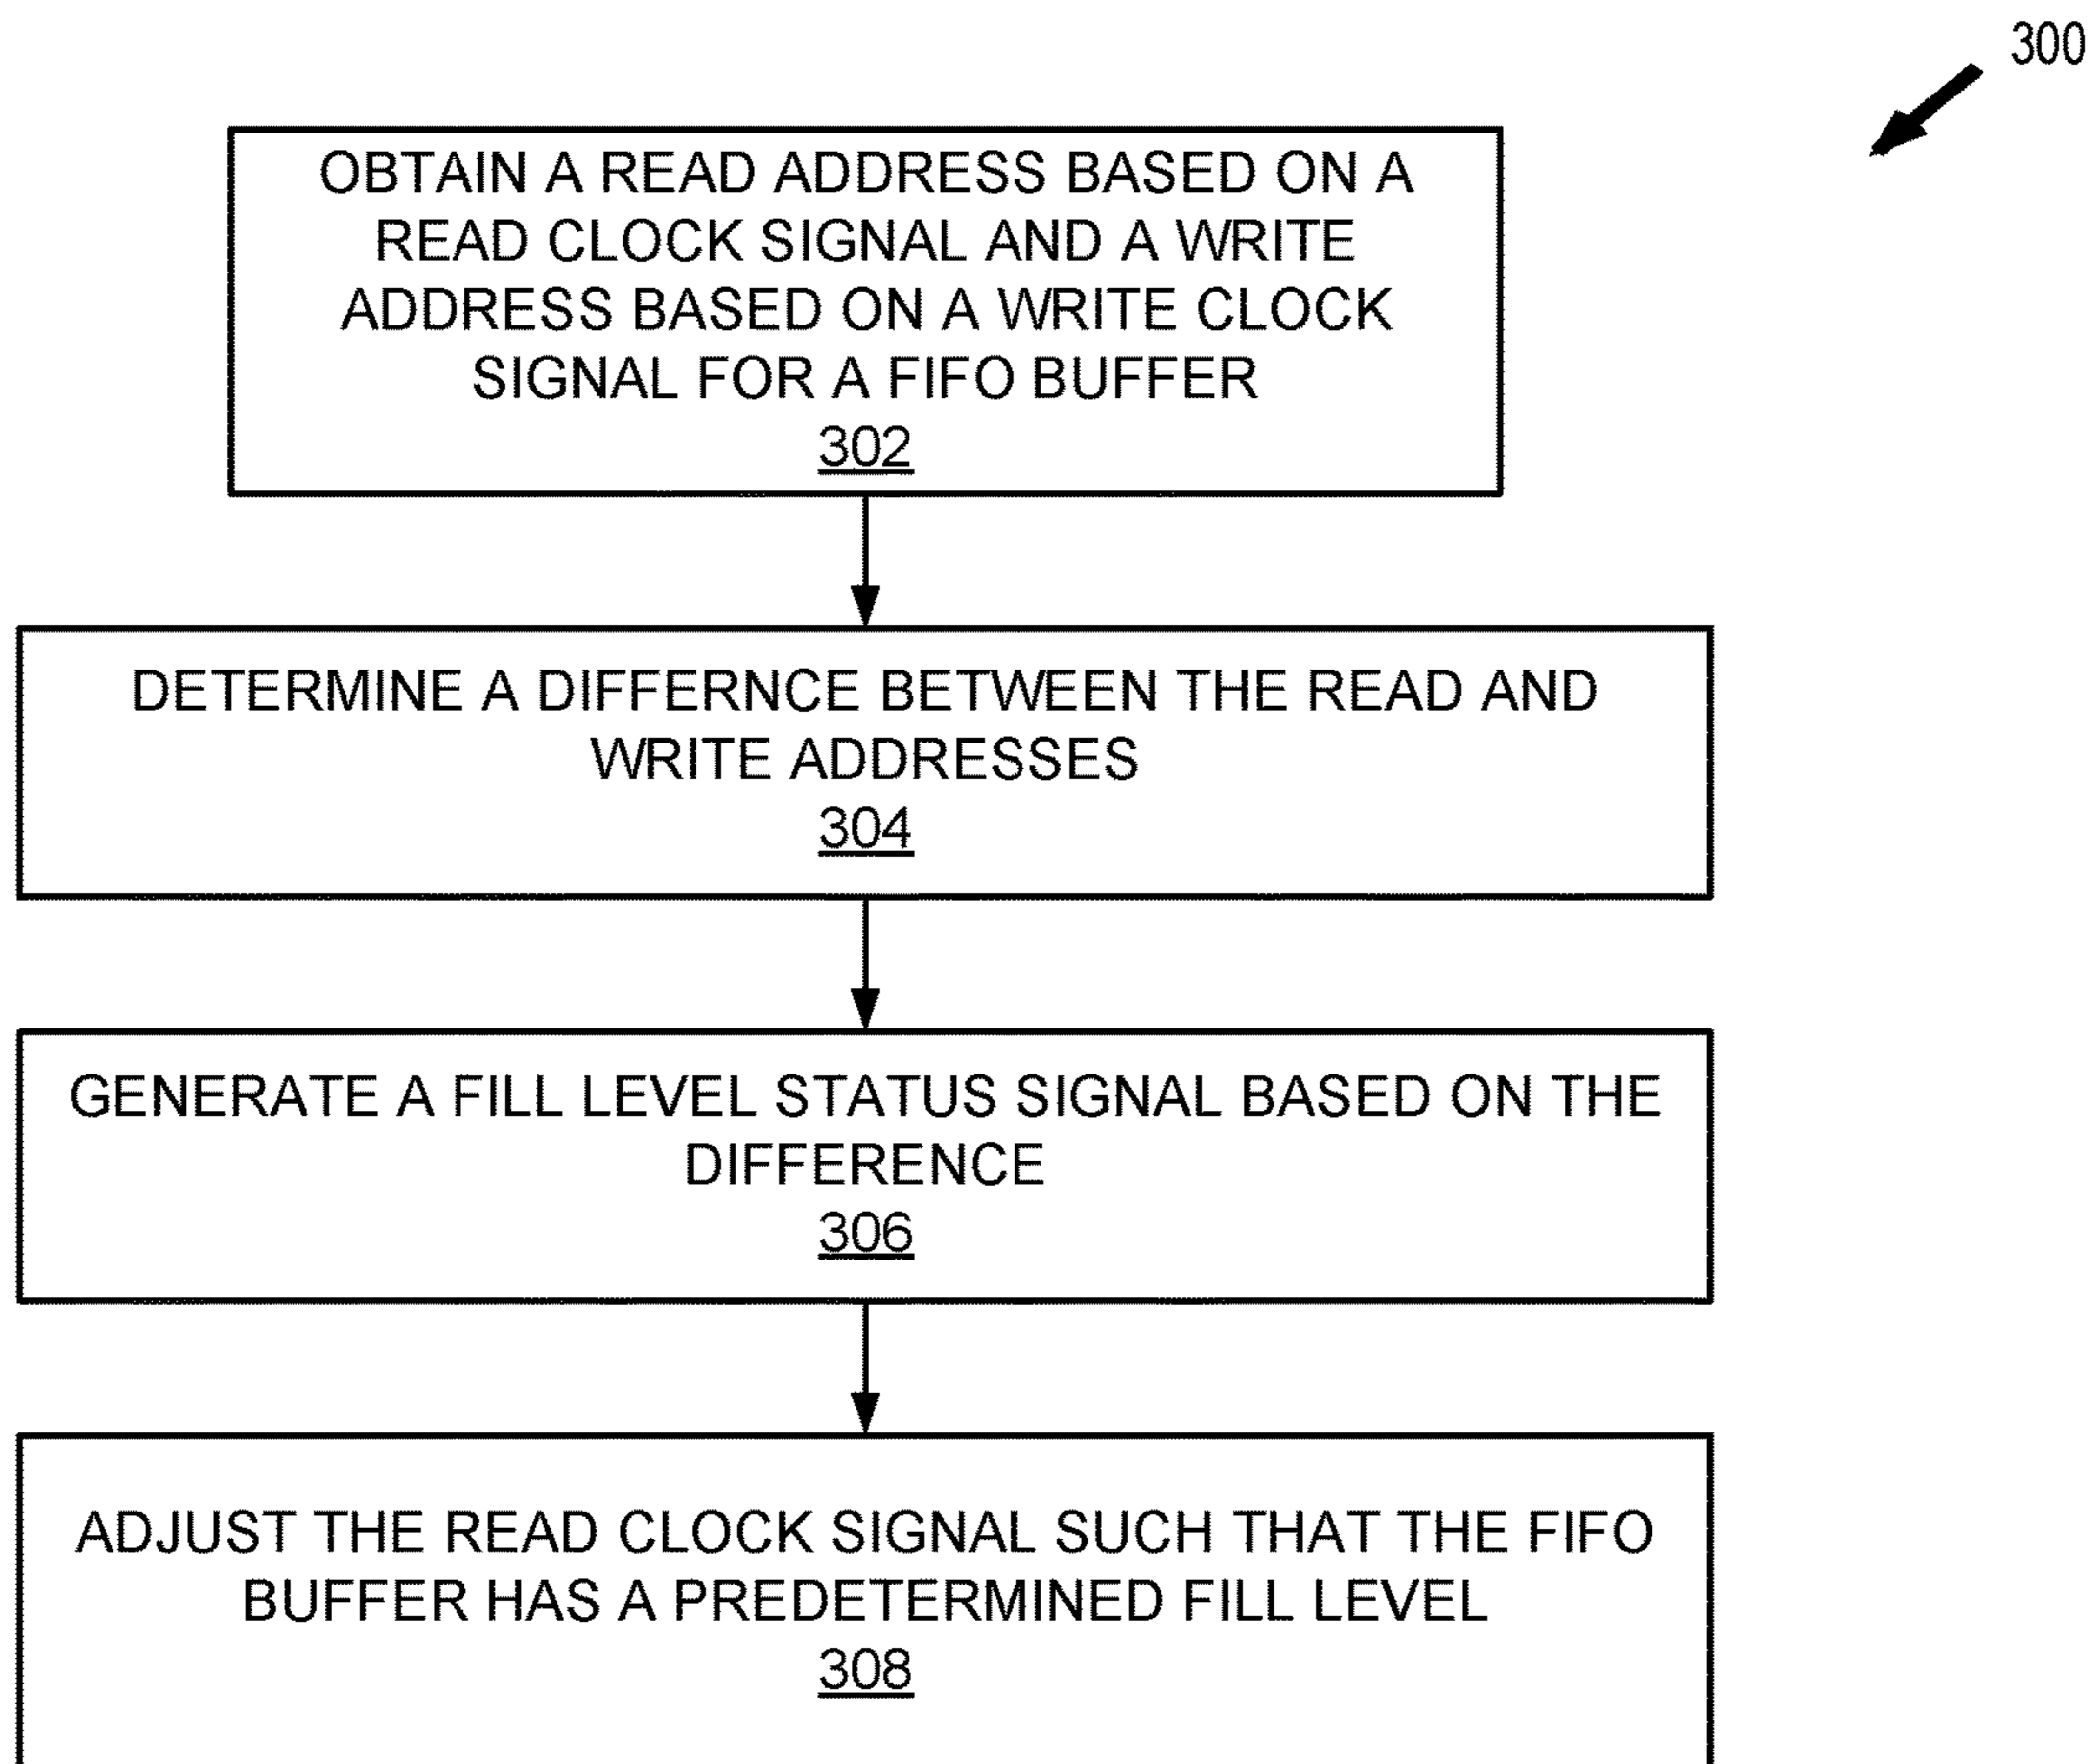 300
OBTAIN A READ ADDRESS BASED ON A
READ CLOCK SIGNAL AND A WRITE
ADDRESS BASED ON A WRITE CLOCK
SIGNAL FOR A FIFO BUFFER
302
DETERMINE A DIFFERNCE BETWEEN THE READ AND
WRITE ADDRESSES
304
GENERATE A FILL LEVEL STATUS SIGNAL BASED ON THE
DIFFERENCE
306
ADJUST THE READ CLOCK SIGNAL SUCH THAT THE FIFO
BUFFER HAS A PREDETERMINED FILL LEVEL
308